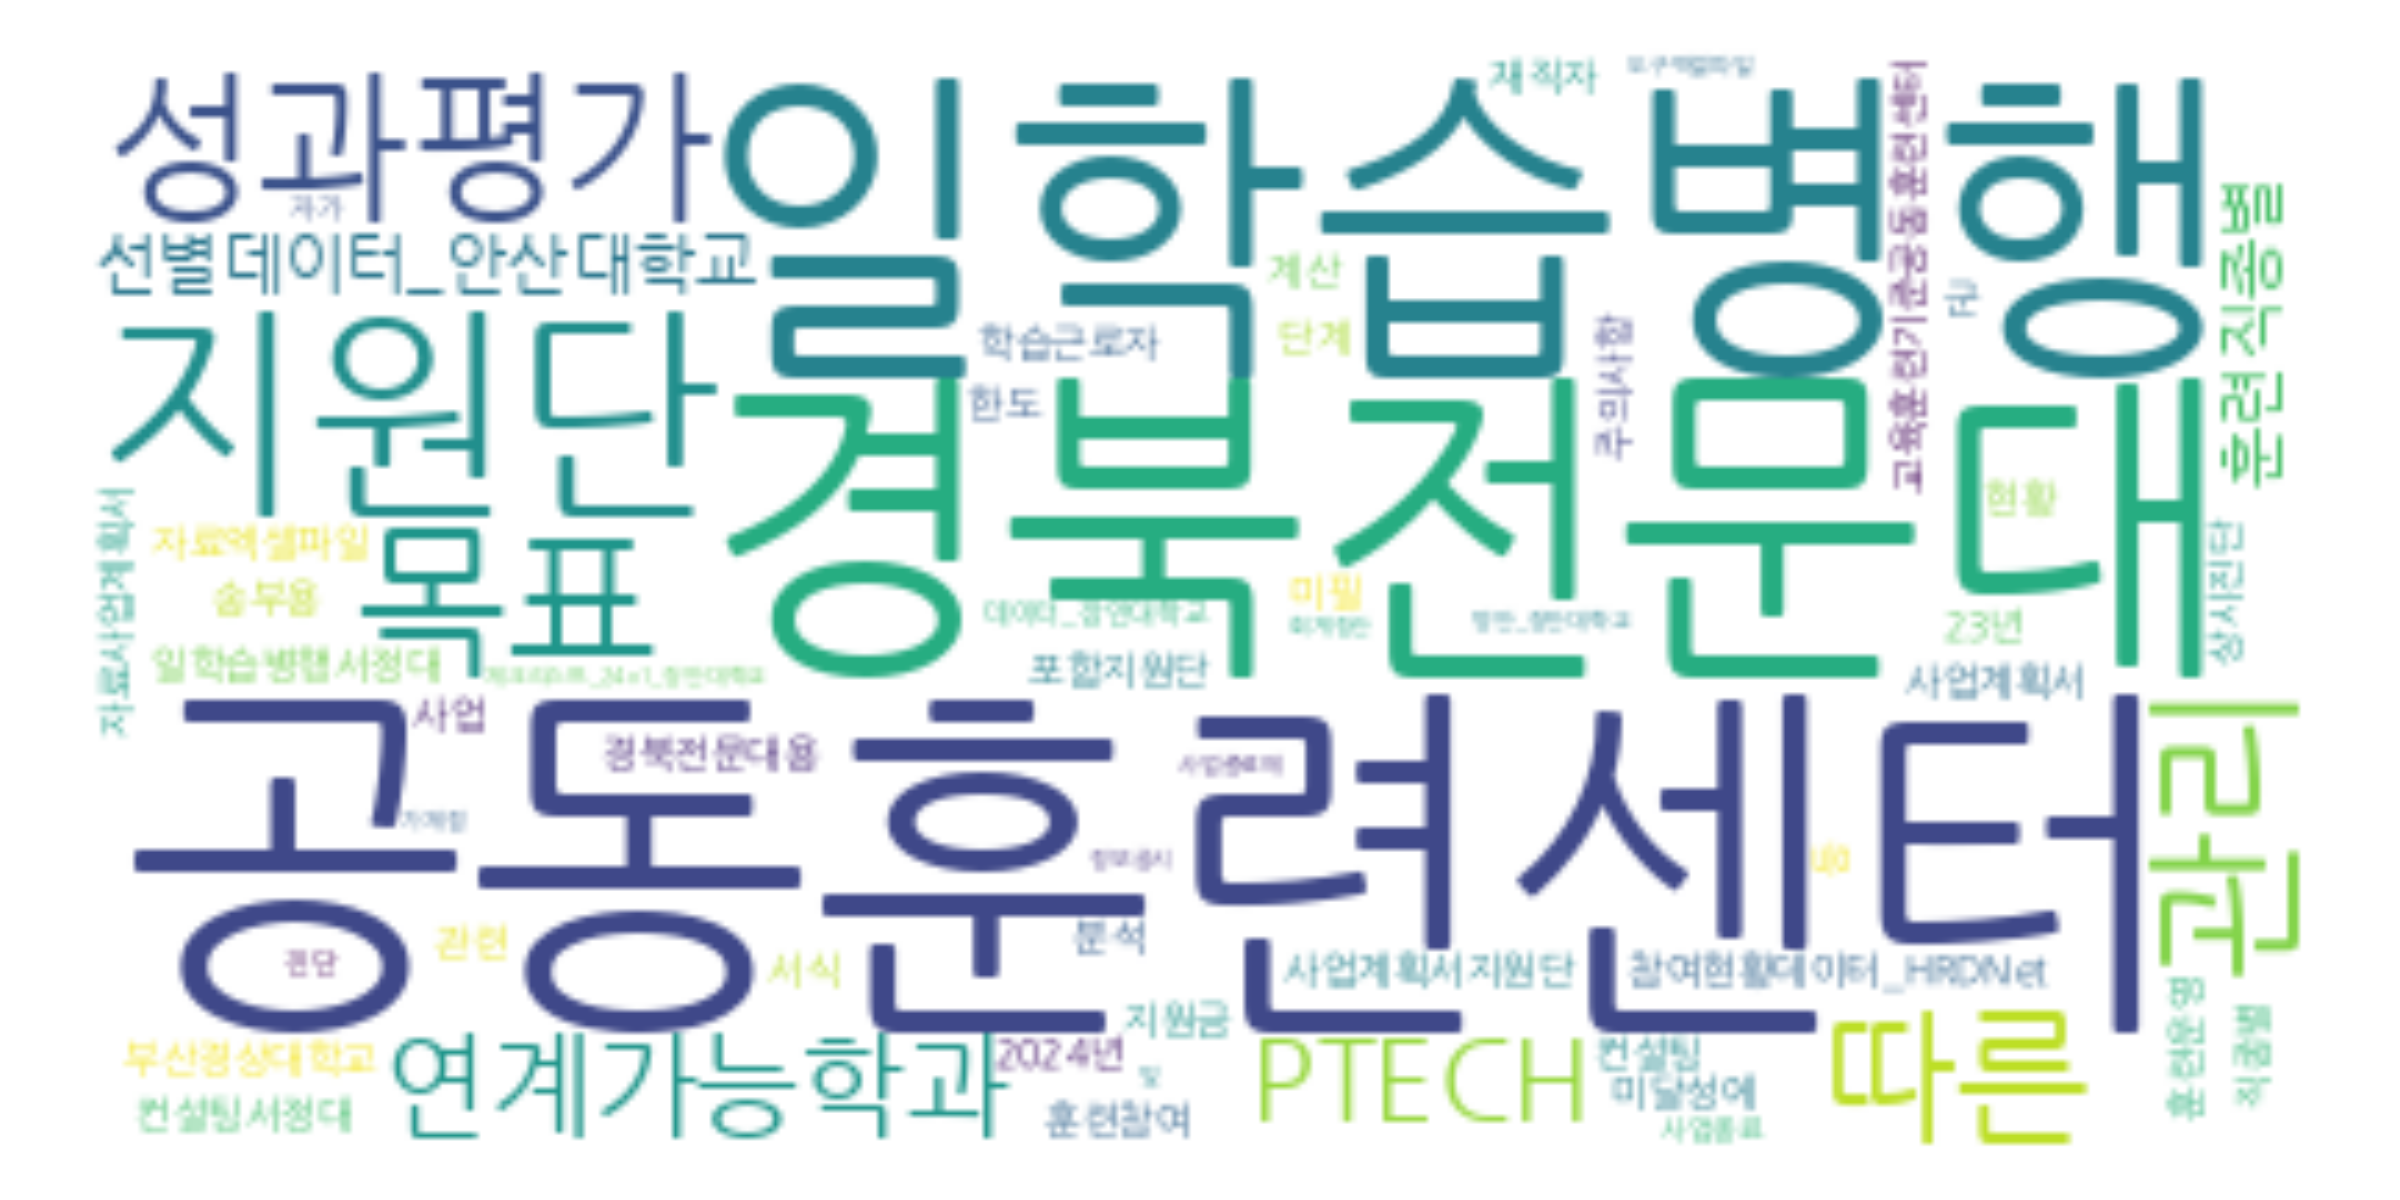 재직자
성과평가
일학습병행
교육훈련기준공동훈련센터
자가
선별데이터_안산대학교
훈련직종별
계산
지원단
학습근로자
단계
주의사항
한도
경북전문대
현황
자료사업계획서
자료엑셀파일
목표
상시진단
송부용
미필
데이터_장안대학교
23년
일학습병행서정대
포함지원단
사업계획서
사업
공동훈련센터
관리
경북전문대용
관련
분석
진단
서식
사업계획서지원단
참여현황데이터_HRDNet
지원금
훈련운영
직종별
부산경상대학교
연계가능학과
2024년
및
PTECH
컨설팅
따른
미달성에
컨설팅서정대
훈련참여
사업종료